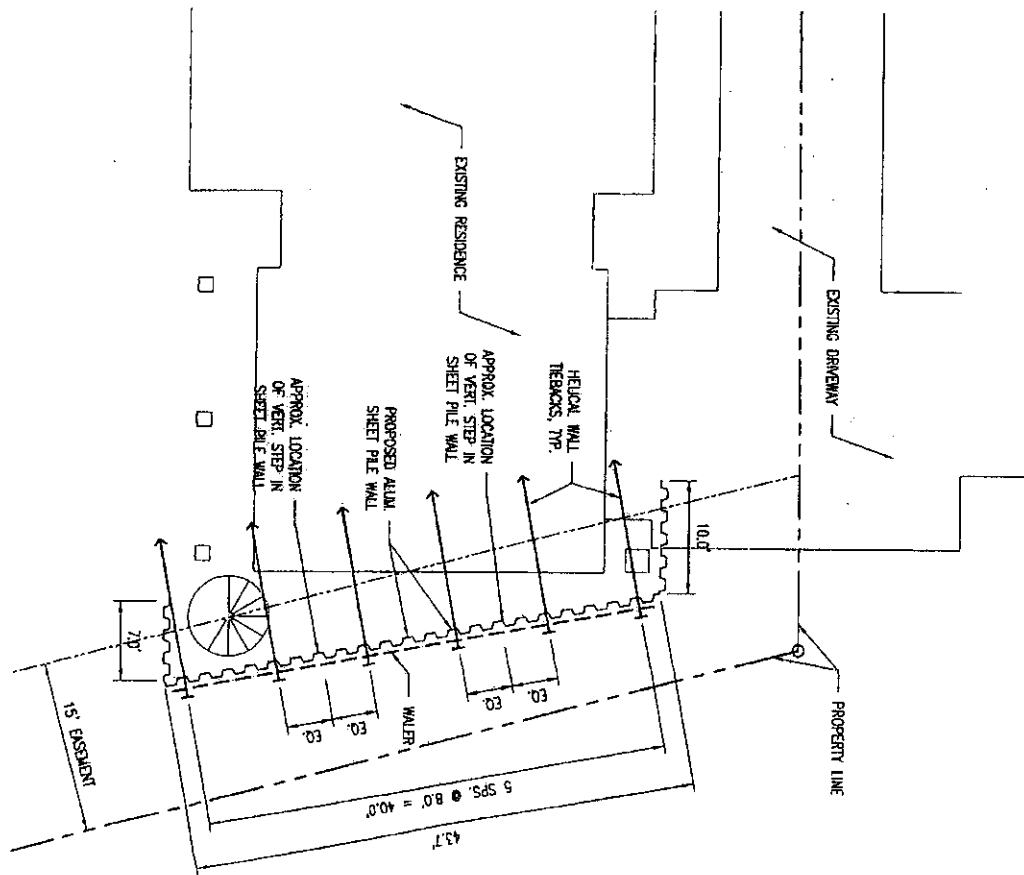 EXISTING RESIDENCE
EXISTING DRIVEWAY
HELICAL WALL
TIEBACKS, TYP.
APPROX. LOCATION
OF VERT. STEP IN
SHEET PILE WALL
PROPOSED ALUM.
SHEET PILE WALL
APPROX. LOCATION
OF VERT. STEP IN
SHEET PILE WALL
10.0'
7.0'
EQ.
EQ.
EQ.
EQ.
WALER
PROPERTY LINE
15' EASEMENT
5 SPS. @ 8.0' = 40.0'
43.7'